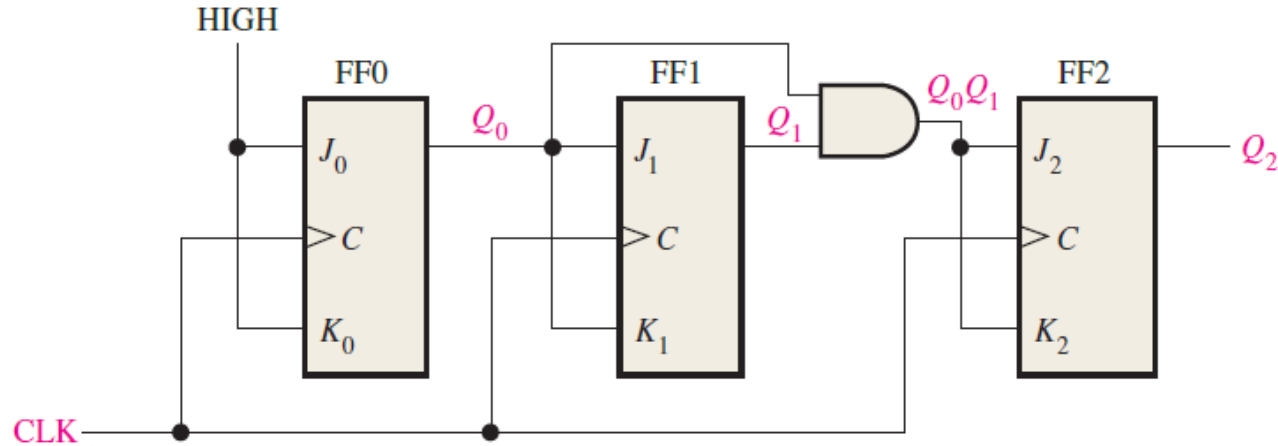 HIGH
FF0 FF1 FF2
Q₀ Q₁ Q₀Q₁
J₀ J₁ J₂ Q₂
C C C
K₀ K₁ K₂
CLK